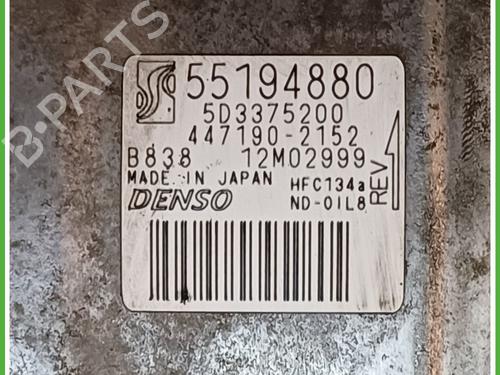 55194880
5D3375200
447190-2152
B838 12M02999
MADE IN JAPAN HFC134a
DENSO ND-OIL8
REV
B-PARTS